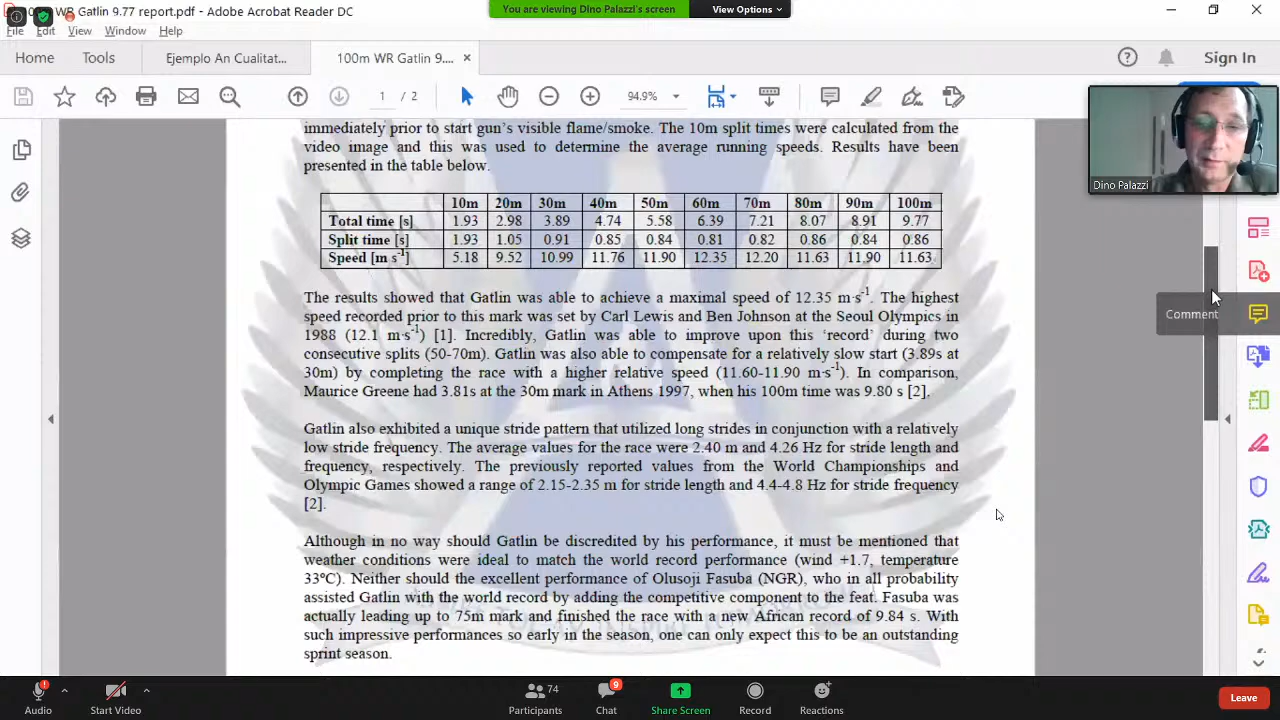 100m WR Gatlin 9.77 report.pdf - Adobe Acrobat Reader DC
You are viewing Dino Palazzi's screen
View Options
File Edit View Window Help
Home Tools Ejemplo An Cualitat... 100m WR Gatlin 9.... × Sign In
1 / 2 94.9%
immediately prior to start gun's visible flame/smoke. The 10m split times were calculated from the
video image and this was used to determine the average running speeds. Results have been
presented in the table below.
10m 20m 30m 40m 50m 60m 70m 80m 90m 100m
Total time [s] 1.93 2.98 3.89 4.74 5.58 6.39 7.21 8.07 8.91 9.77
Split time [s] 1.93 1.05 0.91 0.85 0.84 0.81 0.82 0.86 0.84 0.86
Speed [m s-1] 5.18 9.52 10.99 11.76 11.90 12.35 12.20 11.63 11.90 11.63
The results showed that Gatlin was able to achieve a maximal speed of 12.35 m·s-1. The highest
speed recorded prior to this mark was set by Carl Lewis and Ben Johnson at the Seoul Olympics in
1988 (12.1 m·s-1) [1]. Incredibly, Gatlin was able to improve upon this 'record' during two
consecutive splits (50-70m). Gatlin was also able to compensate for a relatively slow start (3.89s at
30m) by completing the race with a higher relative speed (11.60-11.90 m·s-1). In comparison,
Maurice Greene had 3.81s at the 30m mark in Athens 1997, when his 100m time was 9.80 s [2].
Gatlin also exhibited a unique stride pattern that utilized long strides in conjunction with a relatively
low stride frequency. The average values for the race were 2.40 m and 4.26 Hz for stride length and
frequency, respectively. The previously reported values from the World Championships and
Olympic Games showed a range of 2.15-2.35 m for stride length and 4.4-4.8 Hz for stride frequency
[2].
Although in no way should Gatlin be discredited by his performance, it must be mentioned that
weather conditions were ideal to match the world record performance (wind +1.7, temperature
33ºC). Neither should the excellent performance of Olusoji Fasuba (NGR), who in all probability
assisted Gatlin with the world record by adding the competitive component to the feat. Fasuba was
actually leading up to 75m mark and finished the race with a new African record of 9.84 s. With
such impressive performances so early in the season, one can only expect this to be an outstanding
sprint season.
Dino Palazzi
Comment
Audio Start Video 74 Participants 9 Chat Share Screen Record Reactions Leave